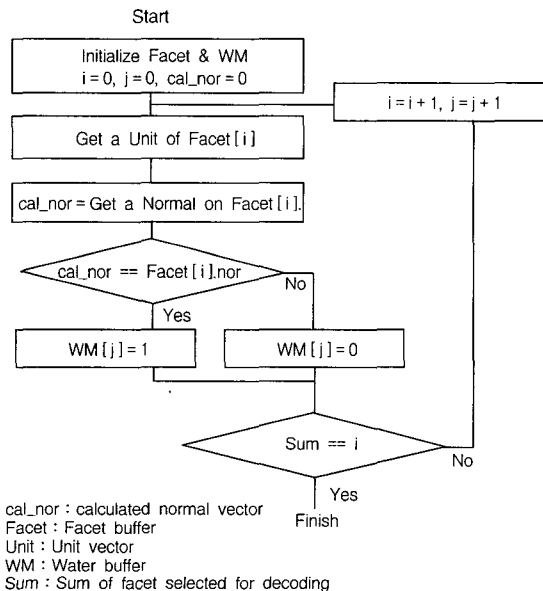 Start
Initialize Facet & WM
i=0, j=0, cal_nor=0
i=i+1, j=j+1
Get a Unit of Facet[i]
cal_nor=Get a Normal on Facet[i].
cal_nor == Facet[i].nor
No
Yes
WM[j]=1
WM[j]=0
Sum == i
No
Yes
Finish
cal_nor : calculated normal vector
Facet : Facet buffer
Unit : Unit vector
WM : Water buffer
Sum : Sum of facet selected for decoding